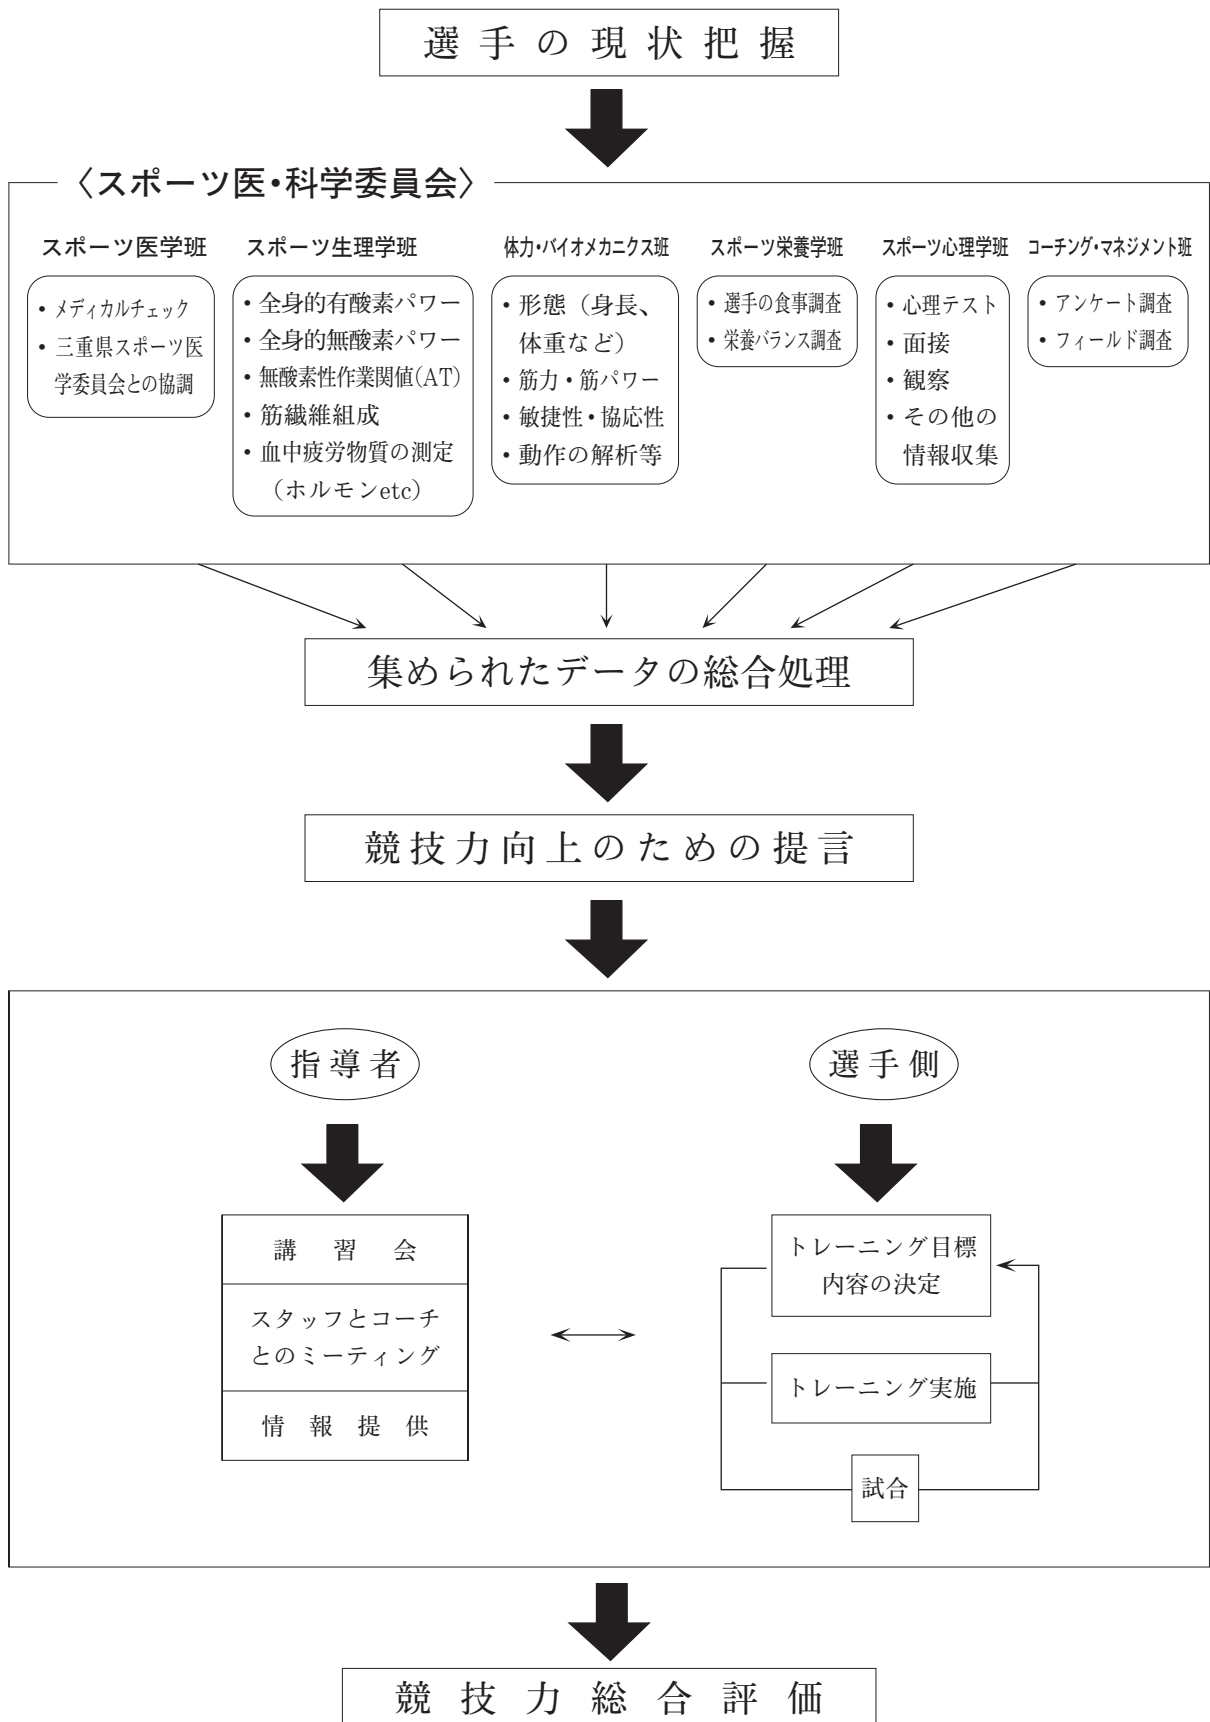 選手の現状把握
〈スポーツ医・科学委員会〉
スポーツ医学班
・メディカルチェック
・三重県スポーツ医
学委員会との協調
スポーツ生理学班
・全身的有酸素パワー
・全身的無酸素パワー
・無酸素性作業関値(AT)
・筋繊維組成
・血中疲労物質の測定
（ホルモンetc）
体力・バイオメカニクス班
・形態（身長、
体重など）
・筋力・筋パワー
・敏捷性・協応性
・動作の解析等
スポーツ栄養学班
・選手の食事調査
・栄養バランス調査
スポーツ心理学班
・心理テスト
・面接
・観察
・その他の
情報収集
コーチング・マネジメント班
・アンケート調査
・フィールド調査
集められたデータの総合処理
競技力向上のための提言
指導者
講習会
スタッフとコーチ
とのミーティング
情報提供
選手側
トレーニング目標
内容の決定
トレーニング実施
試合
競技力総合評価